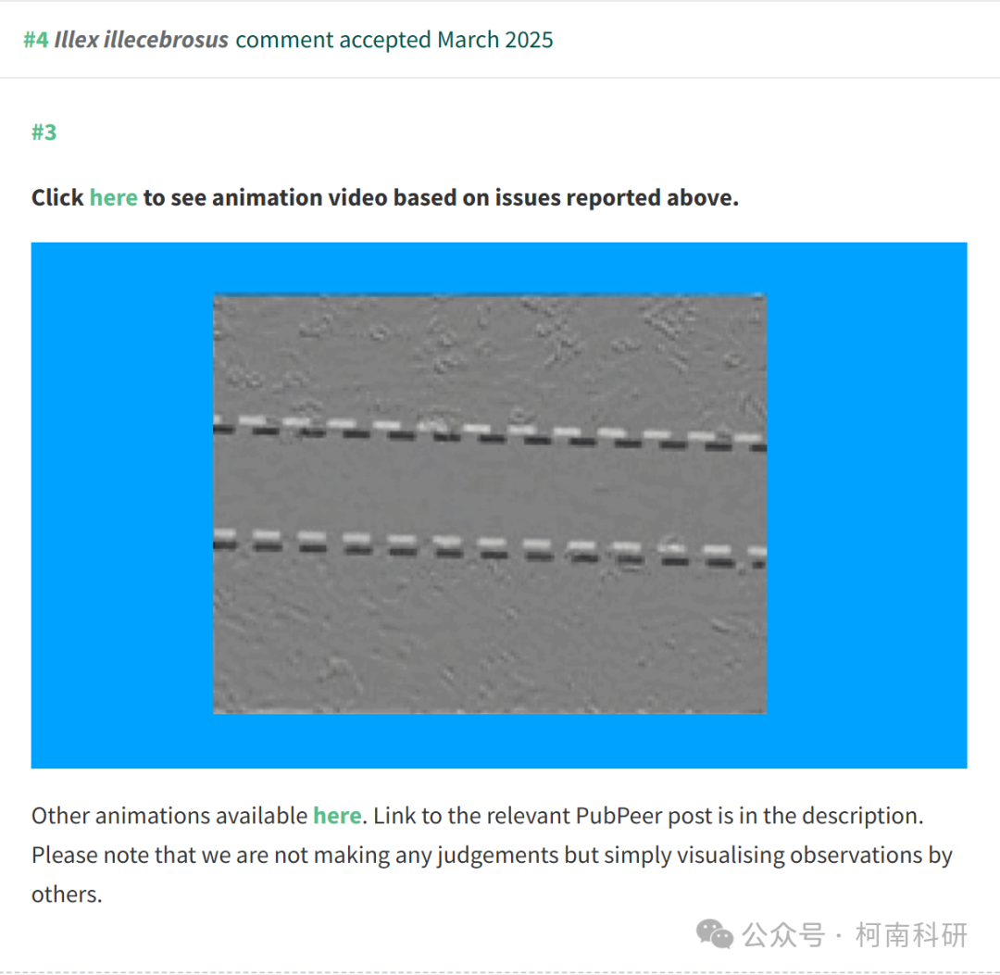 #4 Illex illecebrosus comment accepted March 2025
#3
Click here to see animation video based on issues reported above.
Other animations available here. Link to the relevant PubPeer post is in the description.
Please note that we are not making any judgements but simply visualising observations by
others.
公众号 · 柯南科研